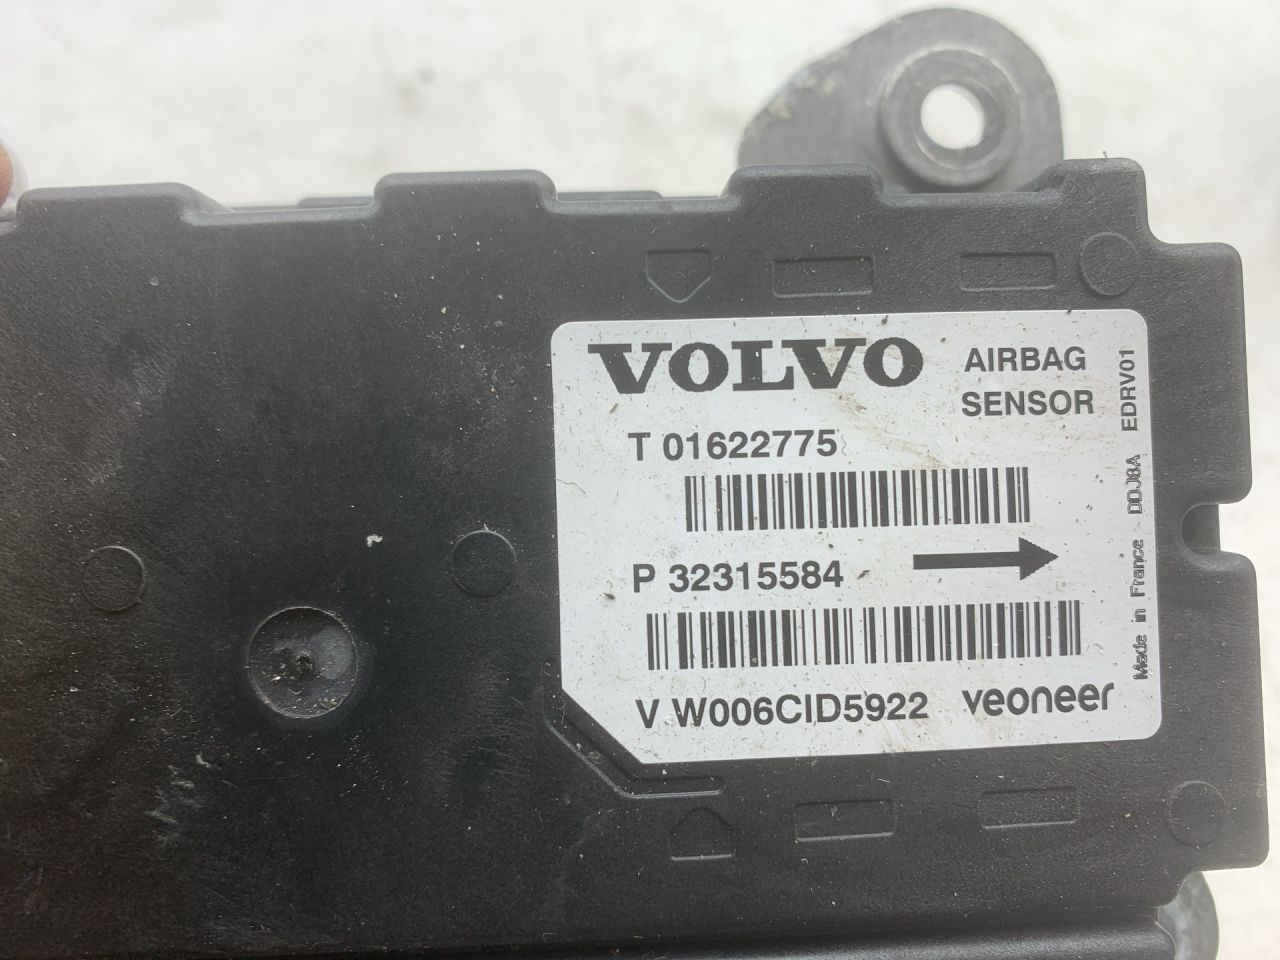 VOLVO
AIRBAG
SENSOR
T 01622775
P 32315584
V W006CID5922
veoneer
Made in France - DDJ8A EDRV01